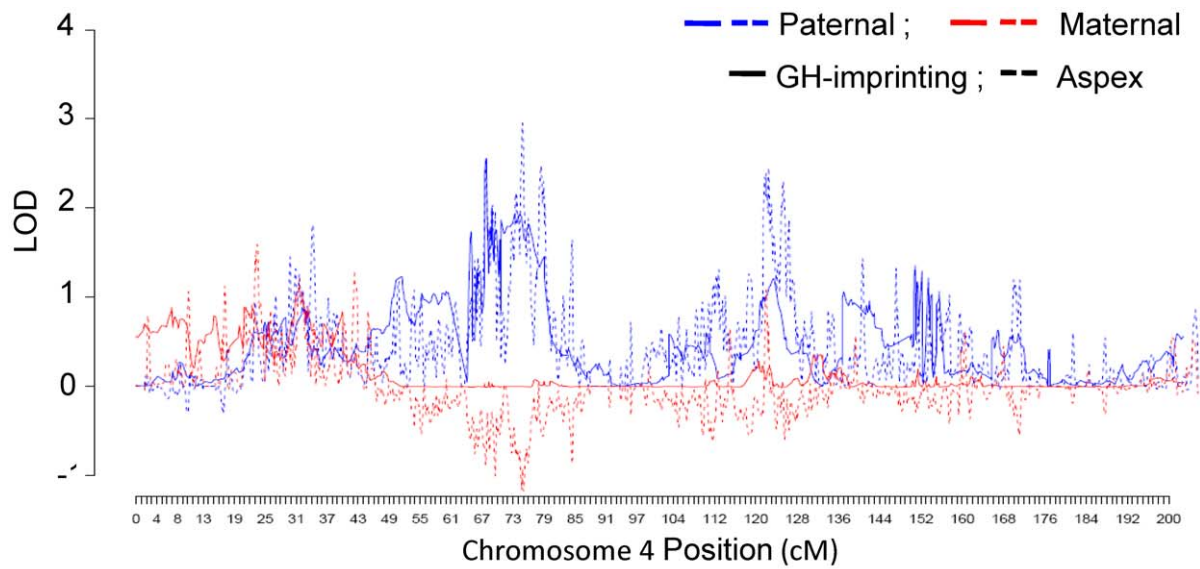 4
Paternal ; Maternal
GH-imprinting ; Aspex
3
2
LOD
1
0
-1
0 4 8 13 19 25 31 37 43 49 55 61 67 73 79 85 91 97 104 112 120 128 136 144 152 160 168 176 184 192 200
Chromosome 4 Position (cM)